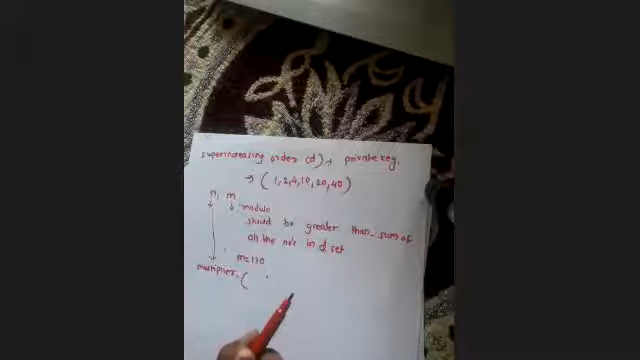 superincreasing order (d) → private key.
→ (1,2,4,10,20,40)
n, m
↓ modulo
should be greater than sum of
all the no's in d set
m=110
multiplier. (